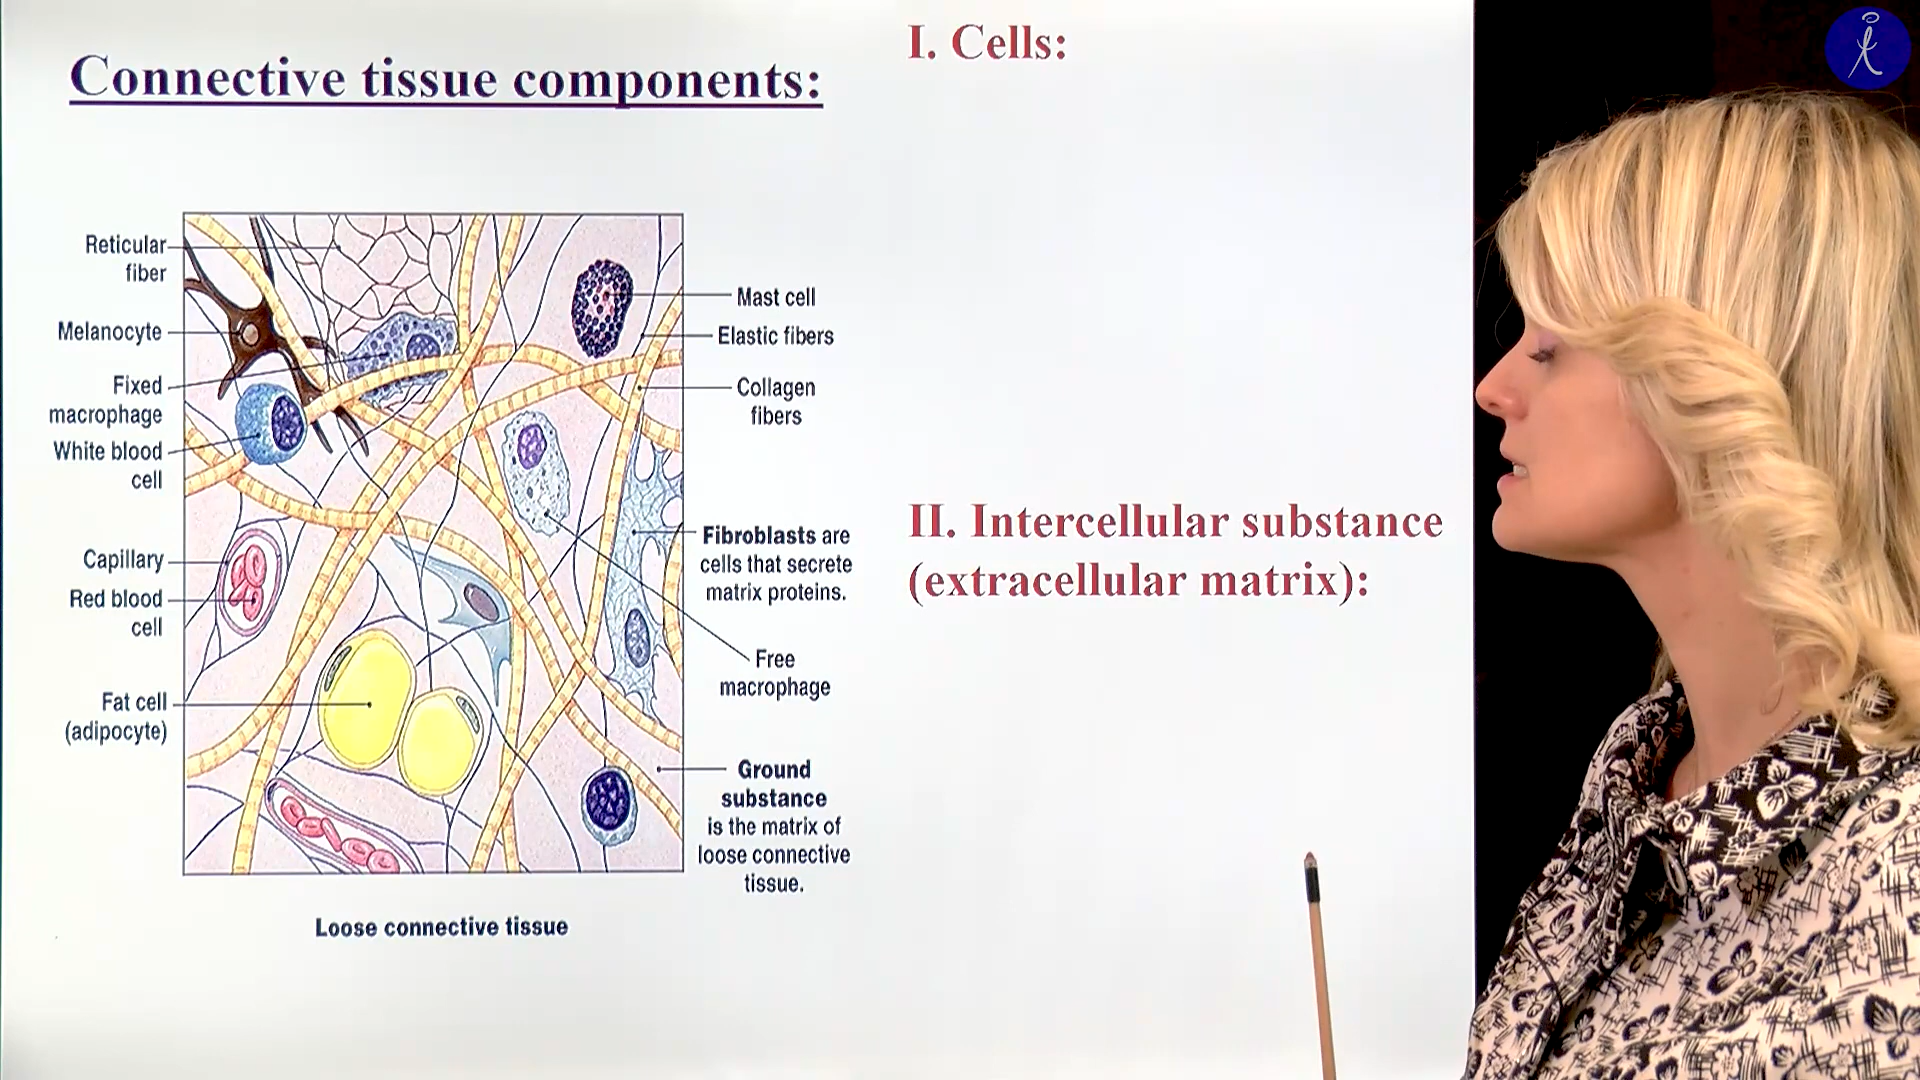 Connective tissue components:
Reticular
fiber
Melanocyte
Fixed
macrophage
White blood
cell
Capillary
Red blood
cell
Fat cell
(adipocyte)
Mast cell
Elastic fibers
Collagen
fibers
Fibroblasts are
cells that secrete
matrix proteins.
Free
macrophage
Ground
substance
is the matrix of
loose connective
tissue.
Loose connective tissue
I. Cells:
II. Intercellular substance
(extracellular matrix):